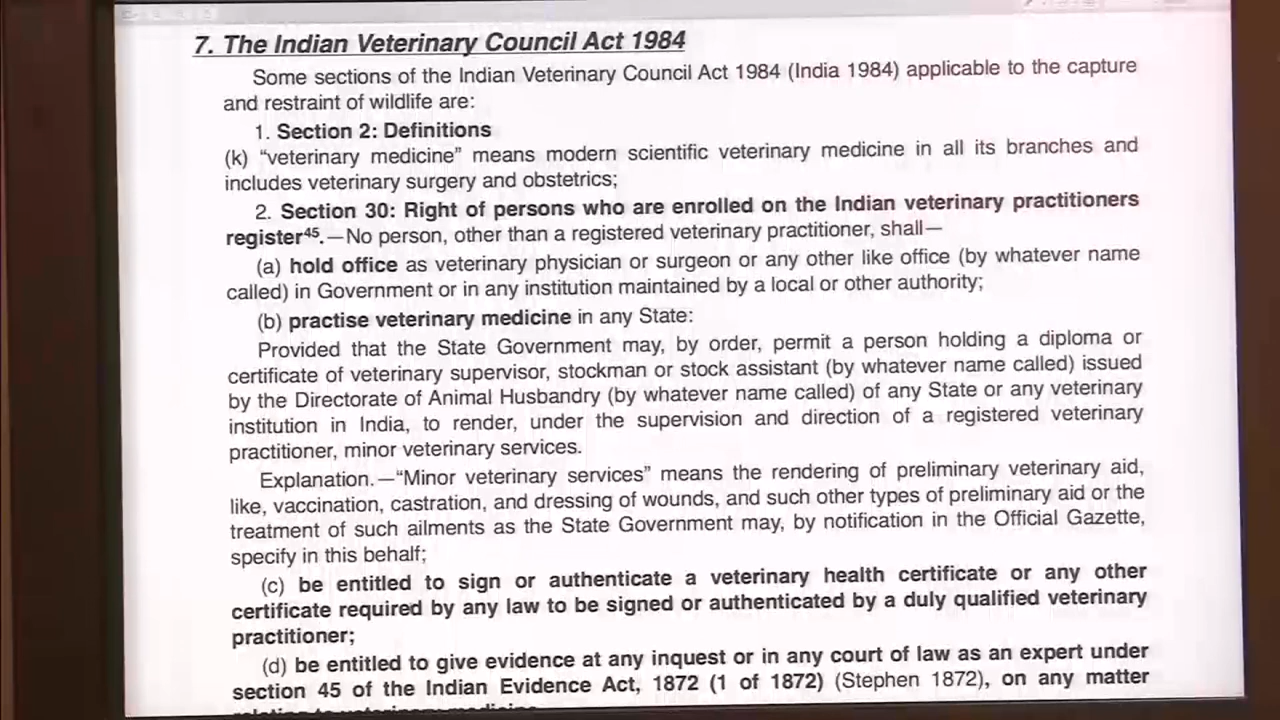 7. The Indian Veterinary Council Act 1984
Some sections of the Indian Veterinary Council Act 1984 (India 1984) applicable to the capture
and restraint of wildlife are:
1. Section 2: Definitions
(k) “veterinary medicine” means modern scientific veterinary medicine in all its branches and
includes veterinary surgery and obstetrics;
2. Section 30: Right of persons who are enrolled on the Indian veterinary practitioners
register⁴⁵.—No person, other than a registered veterinary practitioner, shall—
(a) hold office as veterinary physician or surgeon or any other like office (by whatever name
called) in Government or in any institution maintained by a local or other authority;
(b) practise veterinary medicine in any State:
Provided that the State Government may, by order, permit a person holding a diploma or
certificate of veterinary supervisor, stockman or stock assistant (by whatever name called) issued
by the Directorate of Animal Husbandry (by whatever name called) of any State or any veterinary
institution in India, to render, under the supervision and direction of a registered veterinary
practitioner, minor veterinary services.
Explanation.—“Minor veterinary services” means the rendering of preliminary veterinary aid,
like, vaccination, castration, and dressing of wounds, and such other types of preliminary aid or the
treatment of such ailments as the State Government may, by notification in the Official Gazette,
specify in this behalf;
(c) be entitled to sign or authenticate a veterinary health certificate or any other
certificate required by any law to be signed or authenticated by a duly qualified veterinary
practitioner;
(d) be entitled to give evidence at any inquest or in any court of law as an expert under
section 45 of the Indian Evidence Act, 1872 (1 of 1872) (Stephen 1872), on any matter